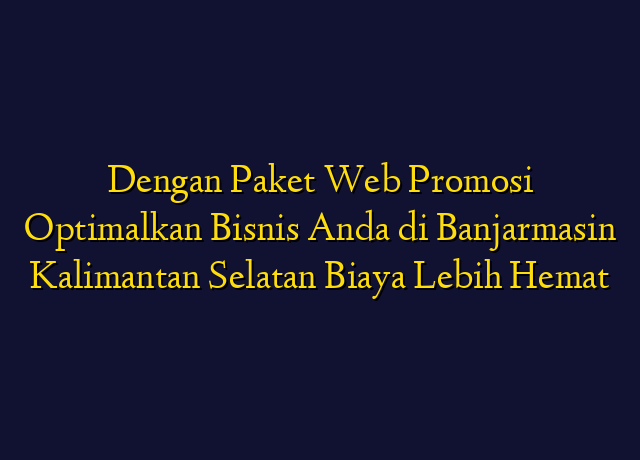 Dengan Paket Web Promosi
Optimalkan Bisnis Anda di Banjarmasin
Kalimantan Selatan Biaya Lebih Hemat